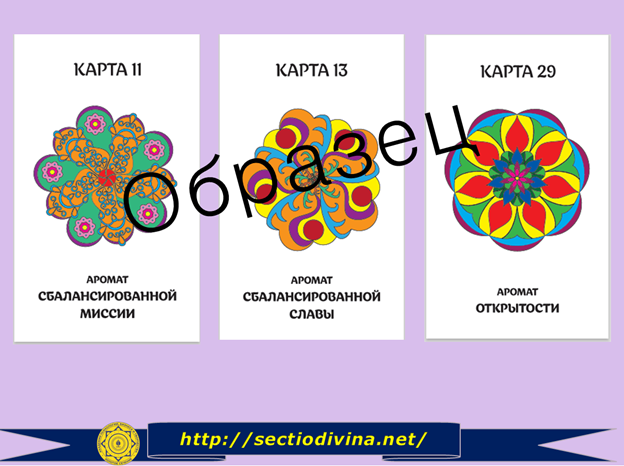 КАРТА 11
АРОМАТ
СБАЛАНСИРОВАННОЙ
МИССИИ
КАРТА 13
АРОМАТ
СБАЛАНСИРОВАННОЙ
СЛАВЫ
КАРТА 29
АРОМАТ
ОТКРЫТОСТИ
Образец
http://sectiodivina.net/